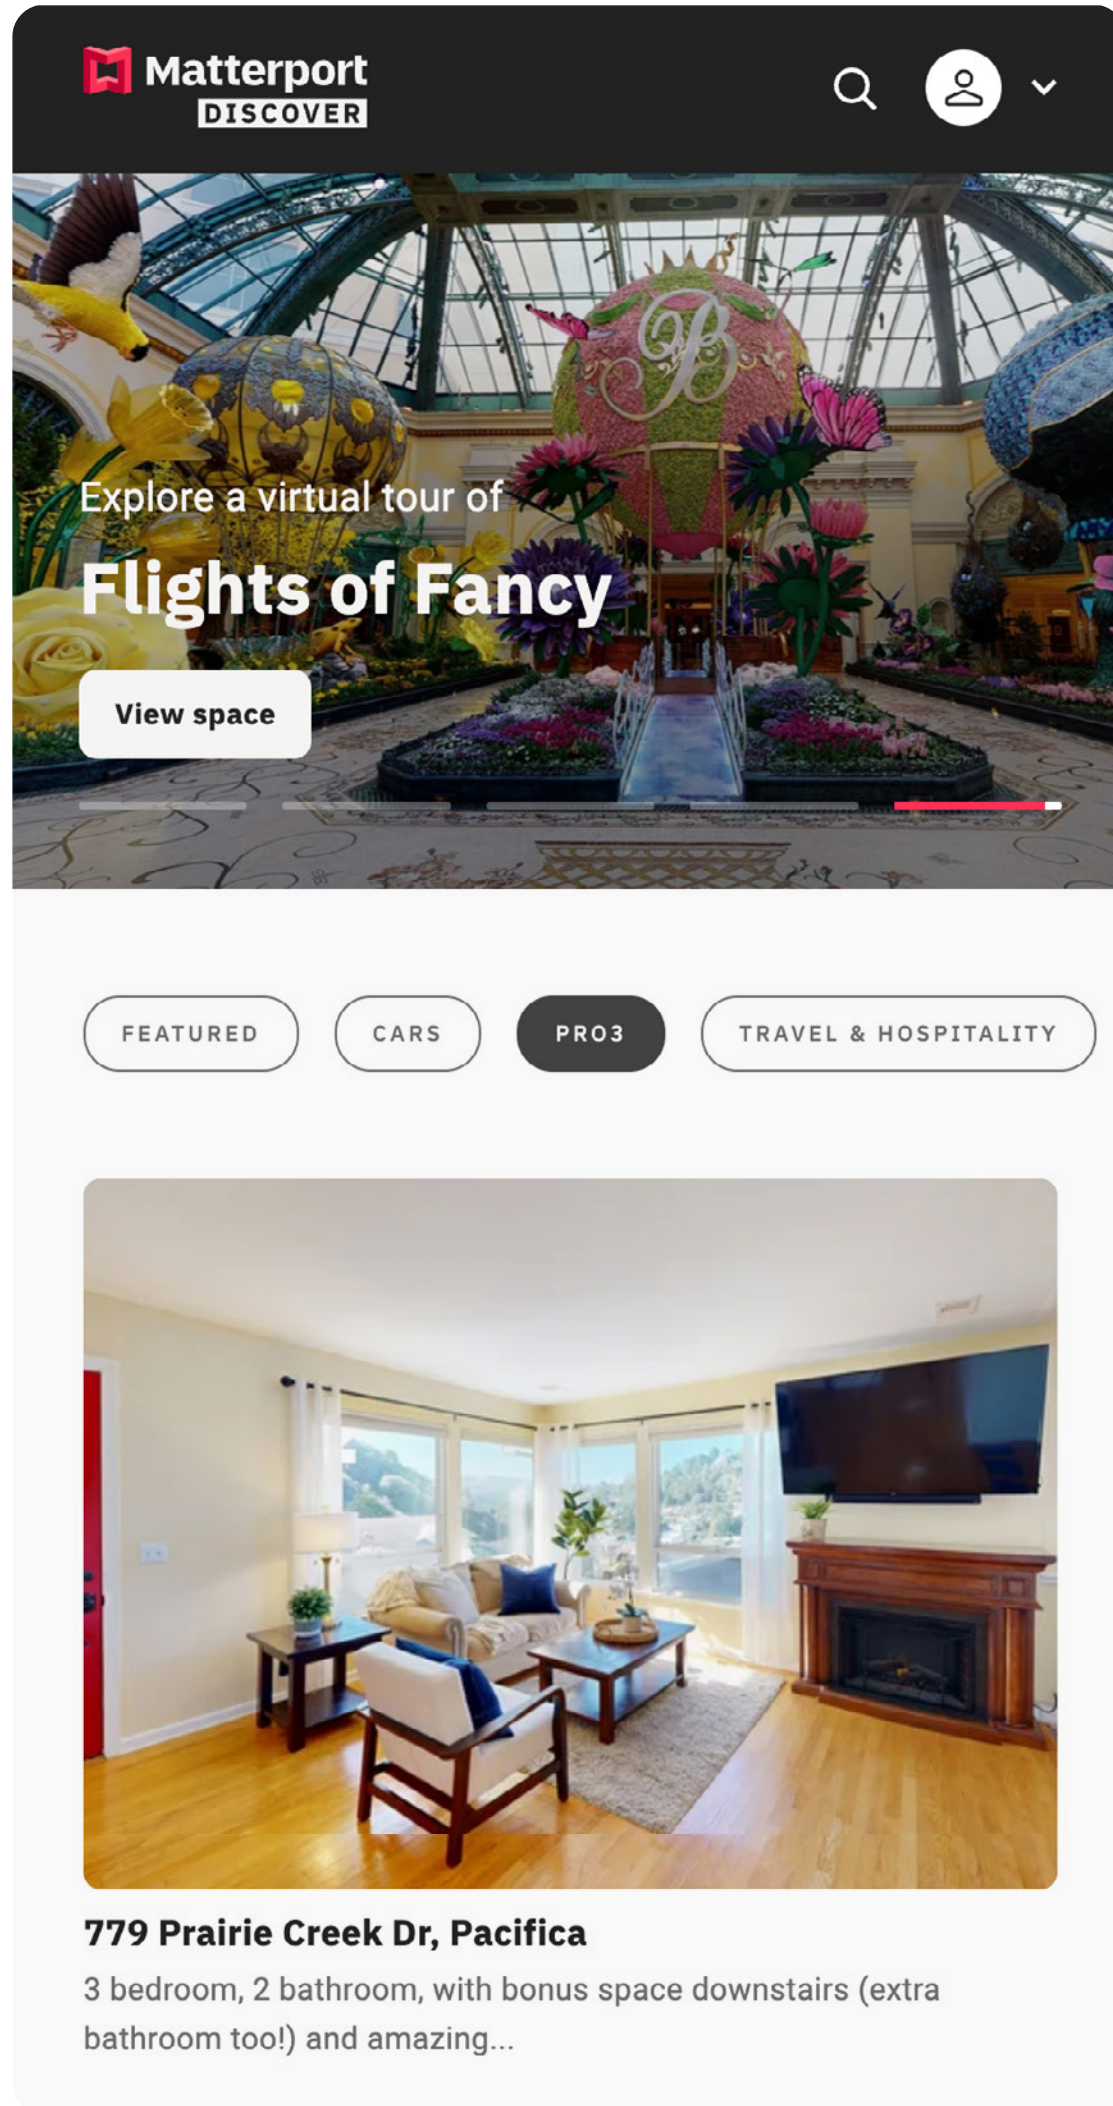 Matterport
DISCOVER
B
Explore a virtual tour of
Flights of Fancy
View space
FEATURED
CARS
PRO3
TRAVEL & HOSPITALITY
779 Prairie Creek Dr, Pacifica
3 bedroom, 2 bathroom, with bonus space downstairs (extra
bathroom too!) and amazing...